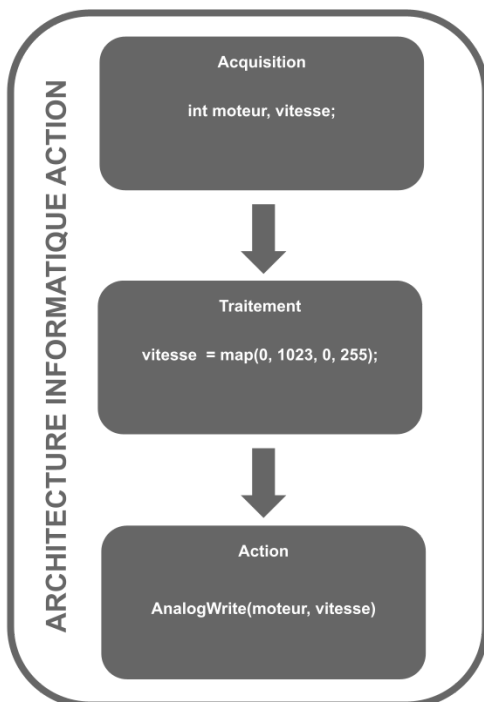 ARCHITECTURE INFORMATIQUE ACTION
Acquisition
int moteur, vitesse;
Traitement
vitesse = map(0, 1023, 0, 255);
Action
AnalogWrite(moteur, vitesse)